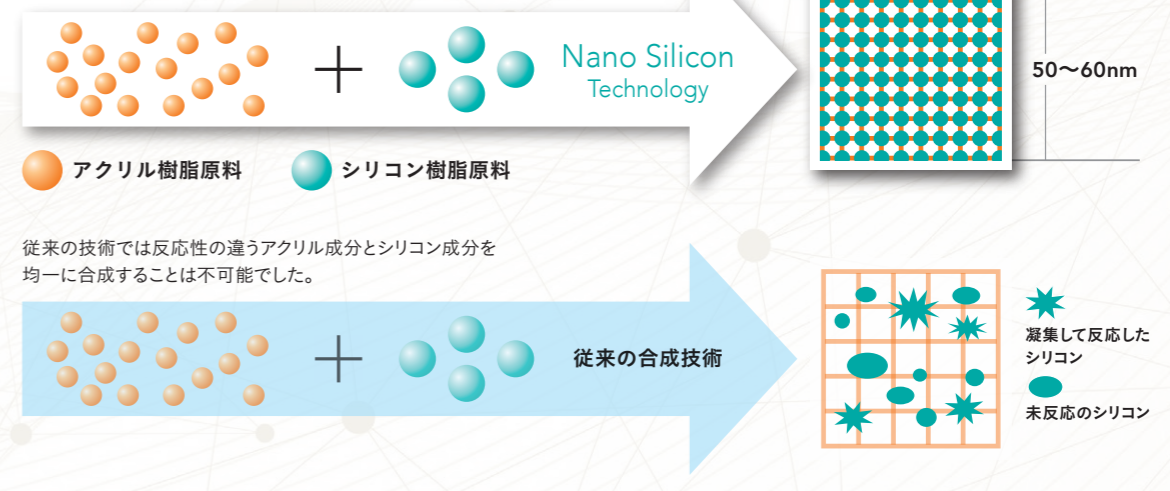 Nano Silicon
Technology
50〜60nm
アクリル樹脂原料
シリコン樹脂原料
従来の技術では反応性の違うアクリル成分とシリコン成分を
均一に合成することは不可能でした。
従来の合成技術
凝集して反応した
シリコン
未反応のシリコン